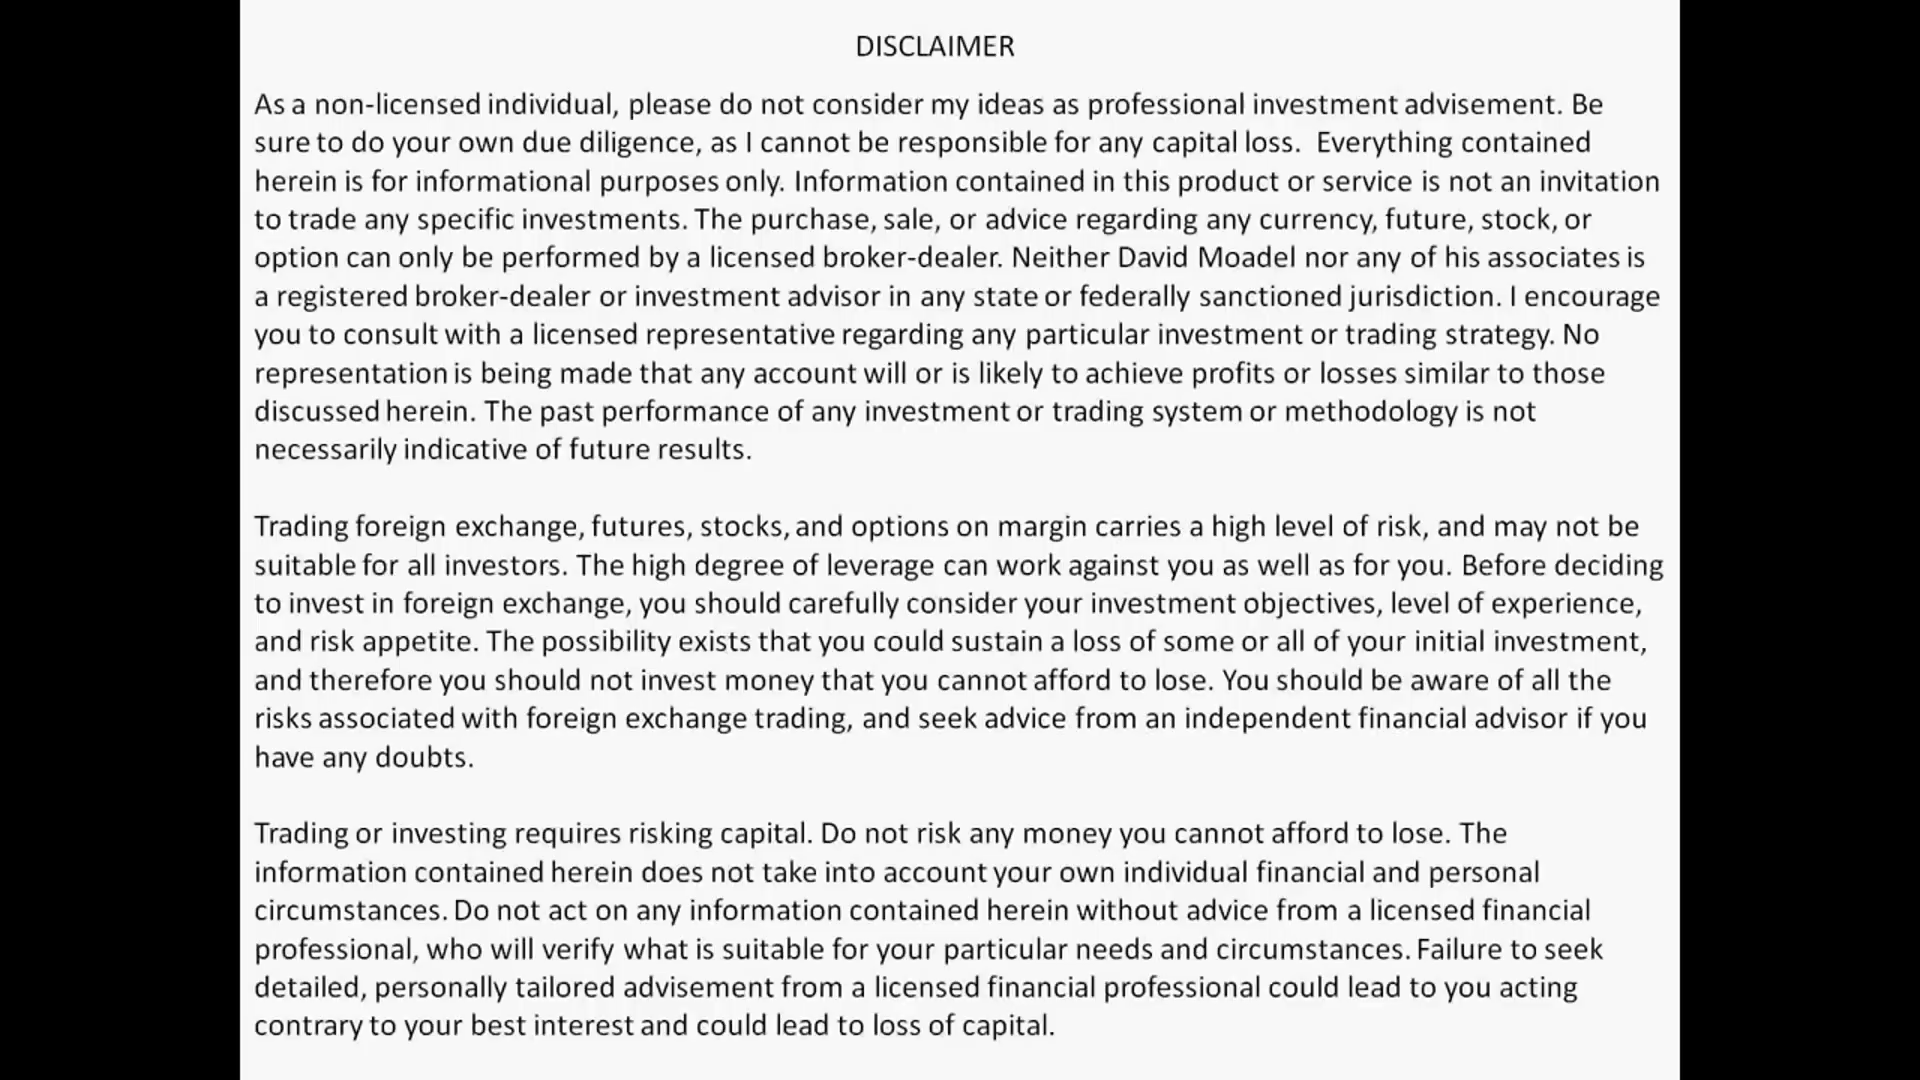 DISCLAIMER
As a non-licensed individual, please do not consider my ideas as professional investment advisement. Be
sure to do your own due diligence, as I cannot be responsible for any capital loss.  Everything contained
herein is for informational purposes only. Information contained in this product or service is not an invitation
to trade any specific investments. The purchase, sale, or advice regarding any currency, future, stock, or
option can only be performed by a licensed broker-dealer. Neither David Moadel nor any of his associates is
a registered broker-dealer or investment advisor in any state or federally sanctioned jurisdiction. I encourage
you to consult with a licensed representative regarding any particular investment or trading strategy. No
representation is being made that any account will or is likely to achieve profits or losses similar to those
discussed herein. The past performance of any investment or trading system or methodology is not
necessarily indicative of future results.
Trading foreign exchange, futures, stocks, and options on margin carries a high level of risk, and may not be
suitable for all investors. The high degree of leverage can work against you as well as for you. Before deciding
to invest in foreign exchange, you should carefully consider your investment objectives, level of experience,
and risk appetite. The possibility exists that you could sustain a loss of some or all of your initial investment,
and therefore you should not invest money that you cannot afford to lose. You should be aware of all the
risks associated with foreign exchange trading, and seek advice from an independent financial advisor if you
have any doubts.
Trading or investing requires risking capital. Do not risk any money you cannot afford to lose. The
information contained herein does not take into account your own individual financial and personal
circumstances. Do not act on any information contained herein without advice from a licensed financial
professional, who will verify what is suitable for your particular needs and circumstances. Failure to seek
detailed, personally tailored advisement from a licensed financial professional could lead to you acting
contrary to your best interest and could lead to loss of capital.